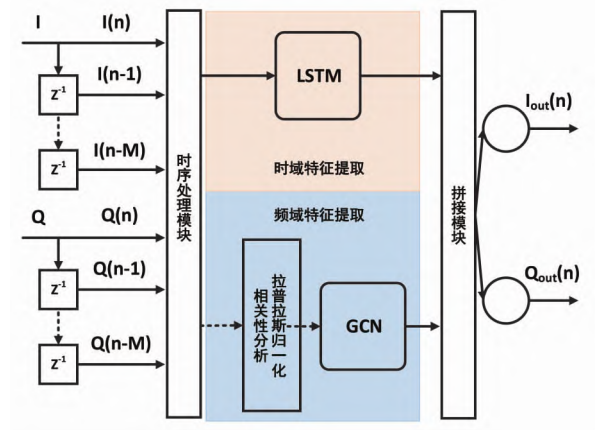 I
I(n)
Z⁻¹
I(n-1)
Z⁻¹
I(n-M)
Q
Q(n)
Z⁻¹
Q(n-1)
Z⁻¹
Q(n-M)
时序处理模块
LSTM
时域特征提取
频域特征提取
拉普拉斯归一化
相关性分析
GCN
拼接模块
Iout(n)
Qout(n)